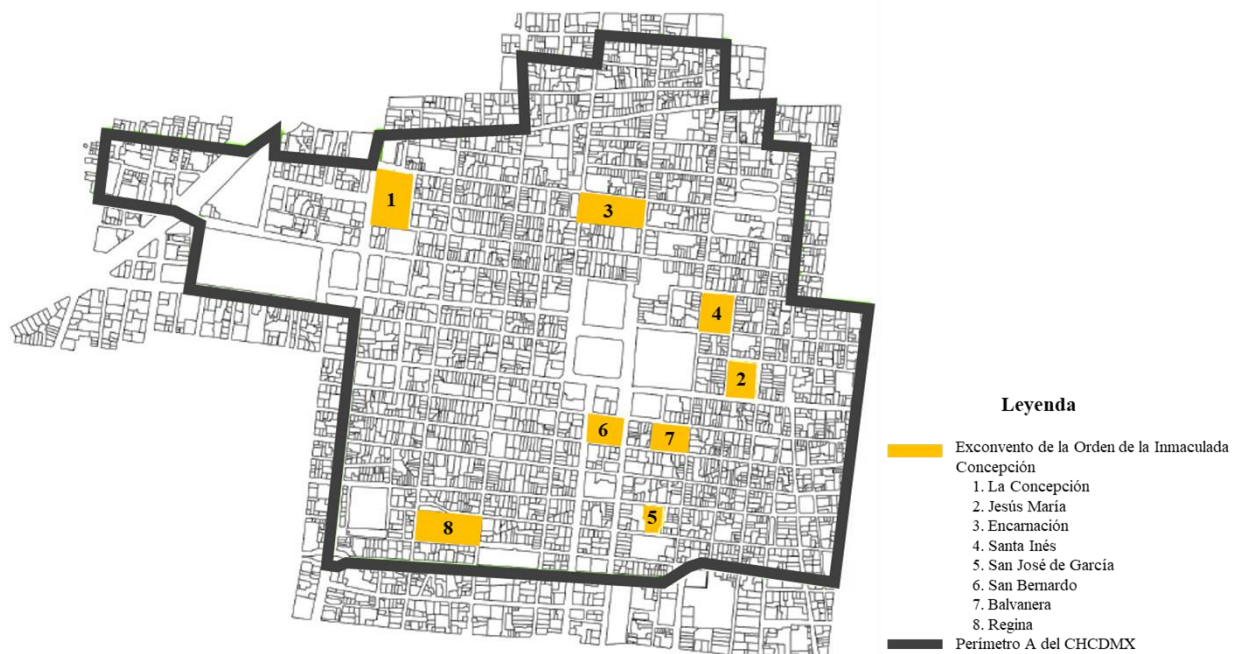 1
3
4
2
6
7
5
8
Leyenda
Exconvento de la Orden de la Inmaculada
Concepción
1. La Concepción
2. Jesús María
3. Encarnación
4. Santa Inés
5. San José de García
6. San Bernardo
7. Balvanera
8. Regina
Perímetro A del CHCDMX